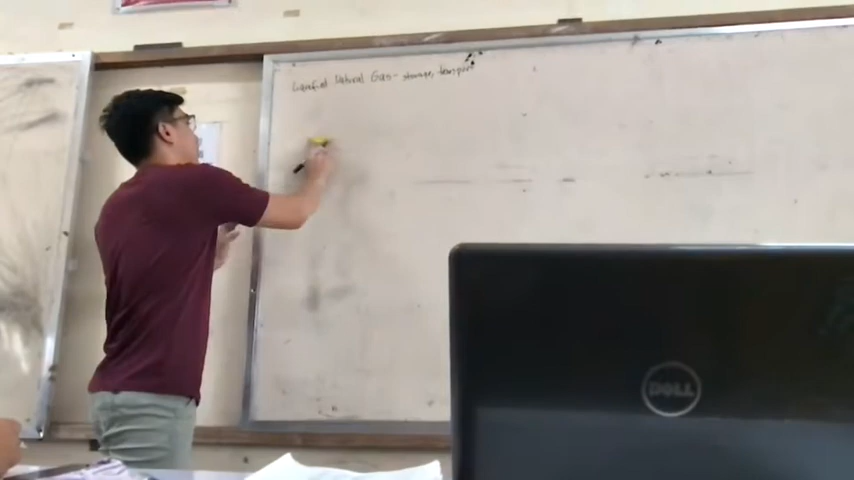 Liquefied Natural Gas - storage, transport
DELL